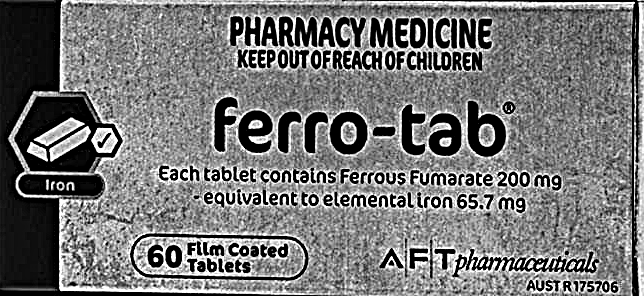 PHARMACY MEDICINE
KEEP OUT OF REACH OF CHILDREN
ferro-tab®
Each tablet contains Ferrous Fumarate 200 mg
- equivalent to elemental iron 65.7 mg
Iron
60 Film Coated
Tablets
AFT pharmaceuticals
AUST R 175706